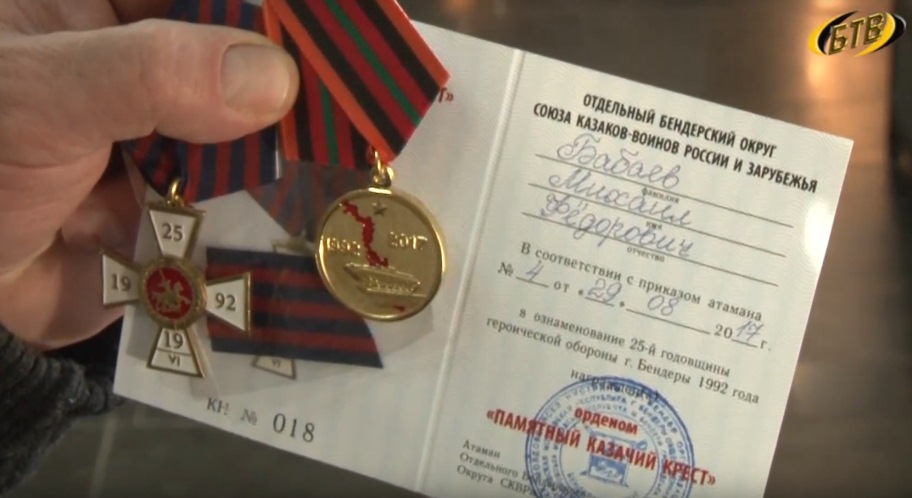 БТВ
25
19
92
19
VI
1992 2017
КН № 018
ОТДЕЛЬНЫЙ БЕНДЕРСКИЙ ОКРУГ
СОЮЗА КАЗАКОВ-ВОИНОВ РОССИИ И ЗАРУБЕЖЬЯ
Бабаев
фамилия
Михаил
имя
Фёдорович
отчество
В соответствии с приказом атамана
№ 4 от «29» 08 2017 г.
в ознаменование 25-й годовщины
героической обороны г. Бендеры 1992 года
орденом
"ПАМЯТНЫЙ КАЗАЧИЙ КРЕСТ"
Атаман
Отдельного
Округа